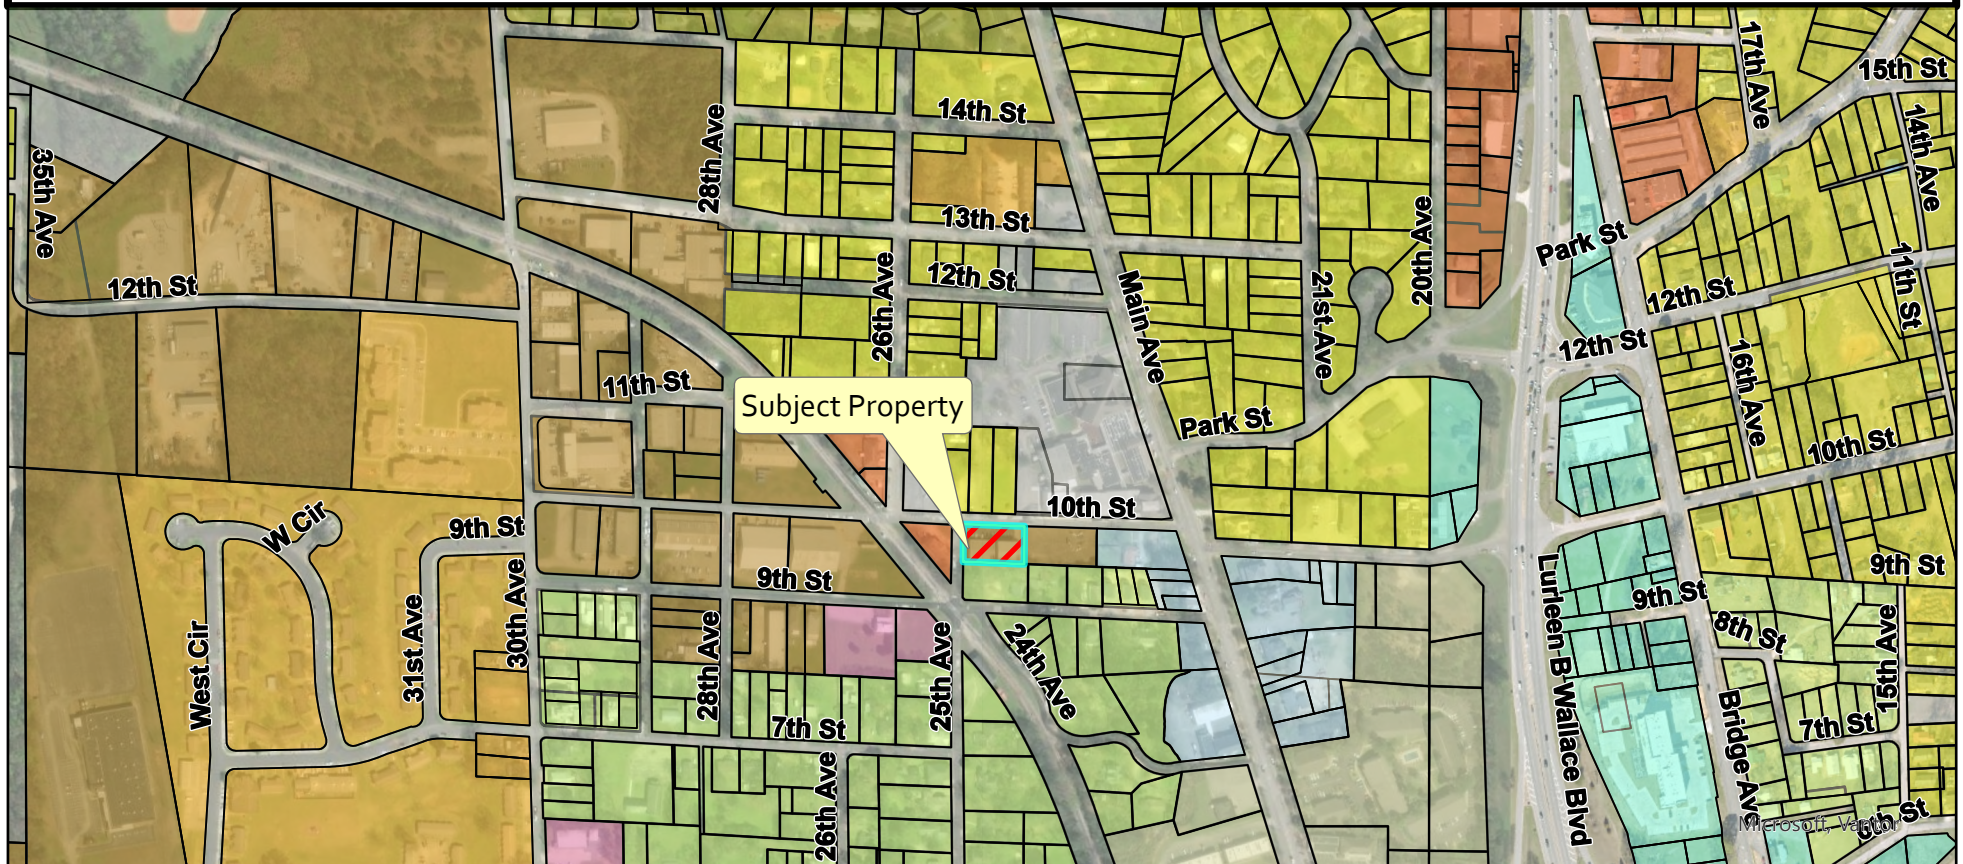 17th Ave
15th St
14th St
28th Ave
14th Ave
35th Ave
13th St
Park St
20th Ave
12th St
26th Ave
12th St
Main Ave
21st Ave
12th St
11th St
12th St
16th Ave
11th St
Subject Property
Park St
10th St
10th St
W Cir
9th St
9th St
30th Ave
9th St
Lurleen B Wallace Blvd
9th St
8th St
31st Ave
West Cir
28th Ave
25th Ave
24th Ave
15th Ave
7th St
7th St
Bridge Ave
26th Ave
6th St
Microsoft, Vantor